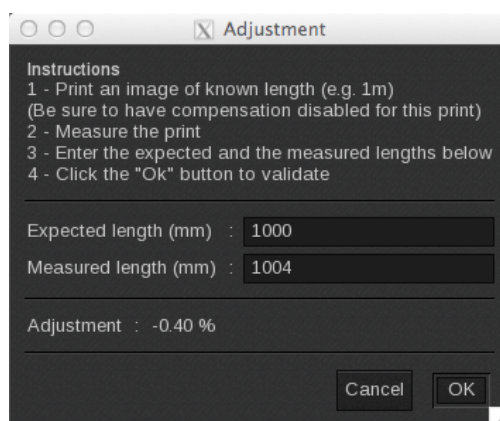 Adjustment
Instructions
1 - Print an image of known length (e.g. 1m)
(Be sure to have compensation disabled for this print)
2 - Measure the print
3 - Enter the expected and the measured lengths below
4 - Click the "Ok" button to validate
Expected length (mm) : 1000
Measured length (mm) : 1004
Adjustment : -0.40 %
Cancel OK